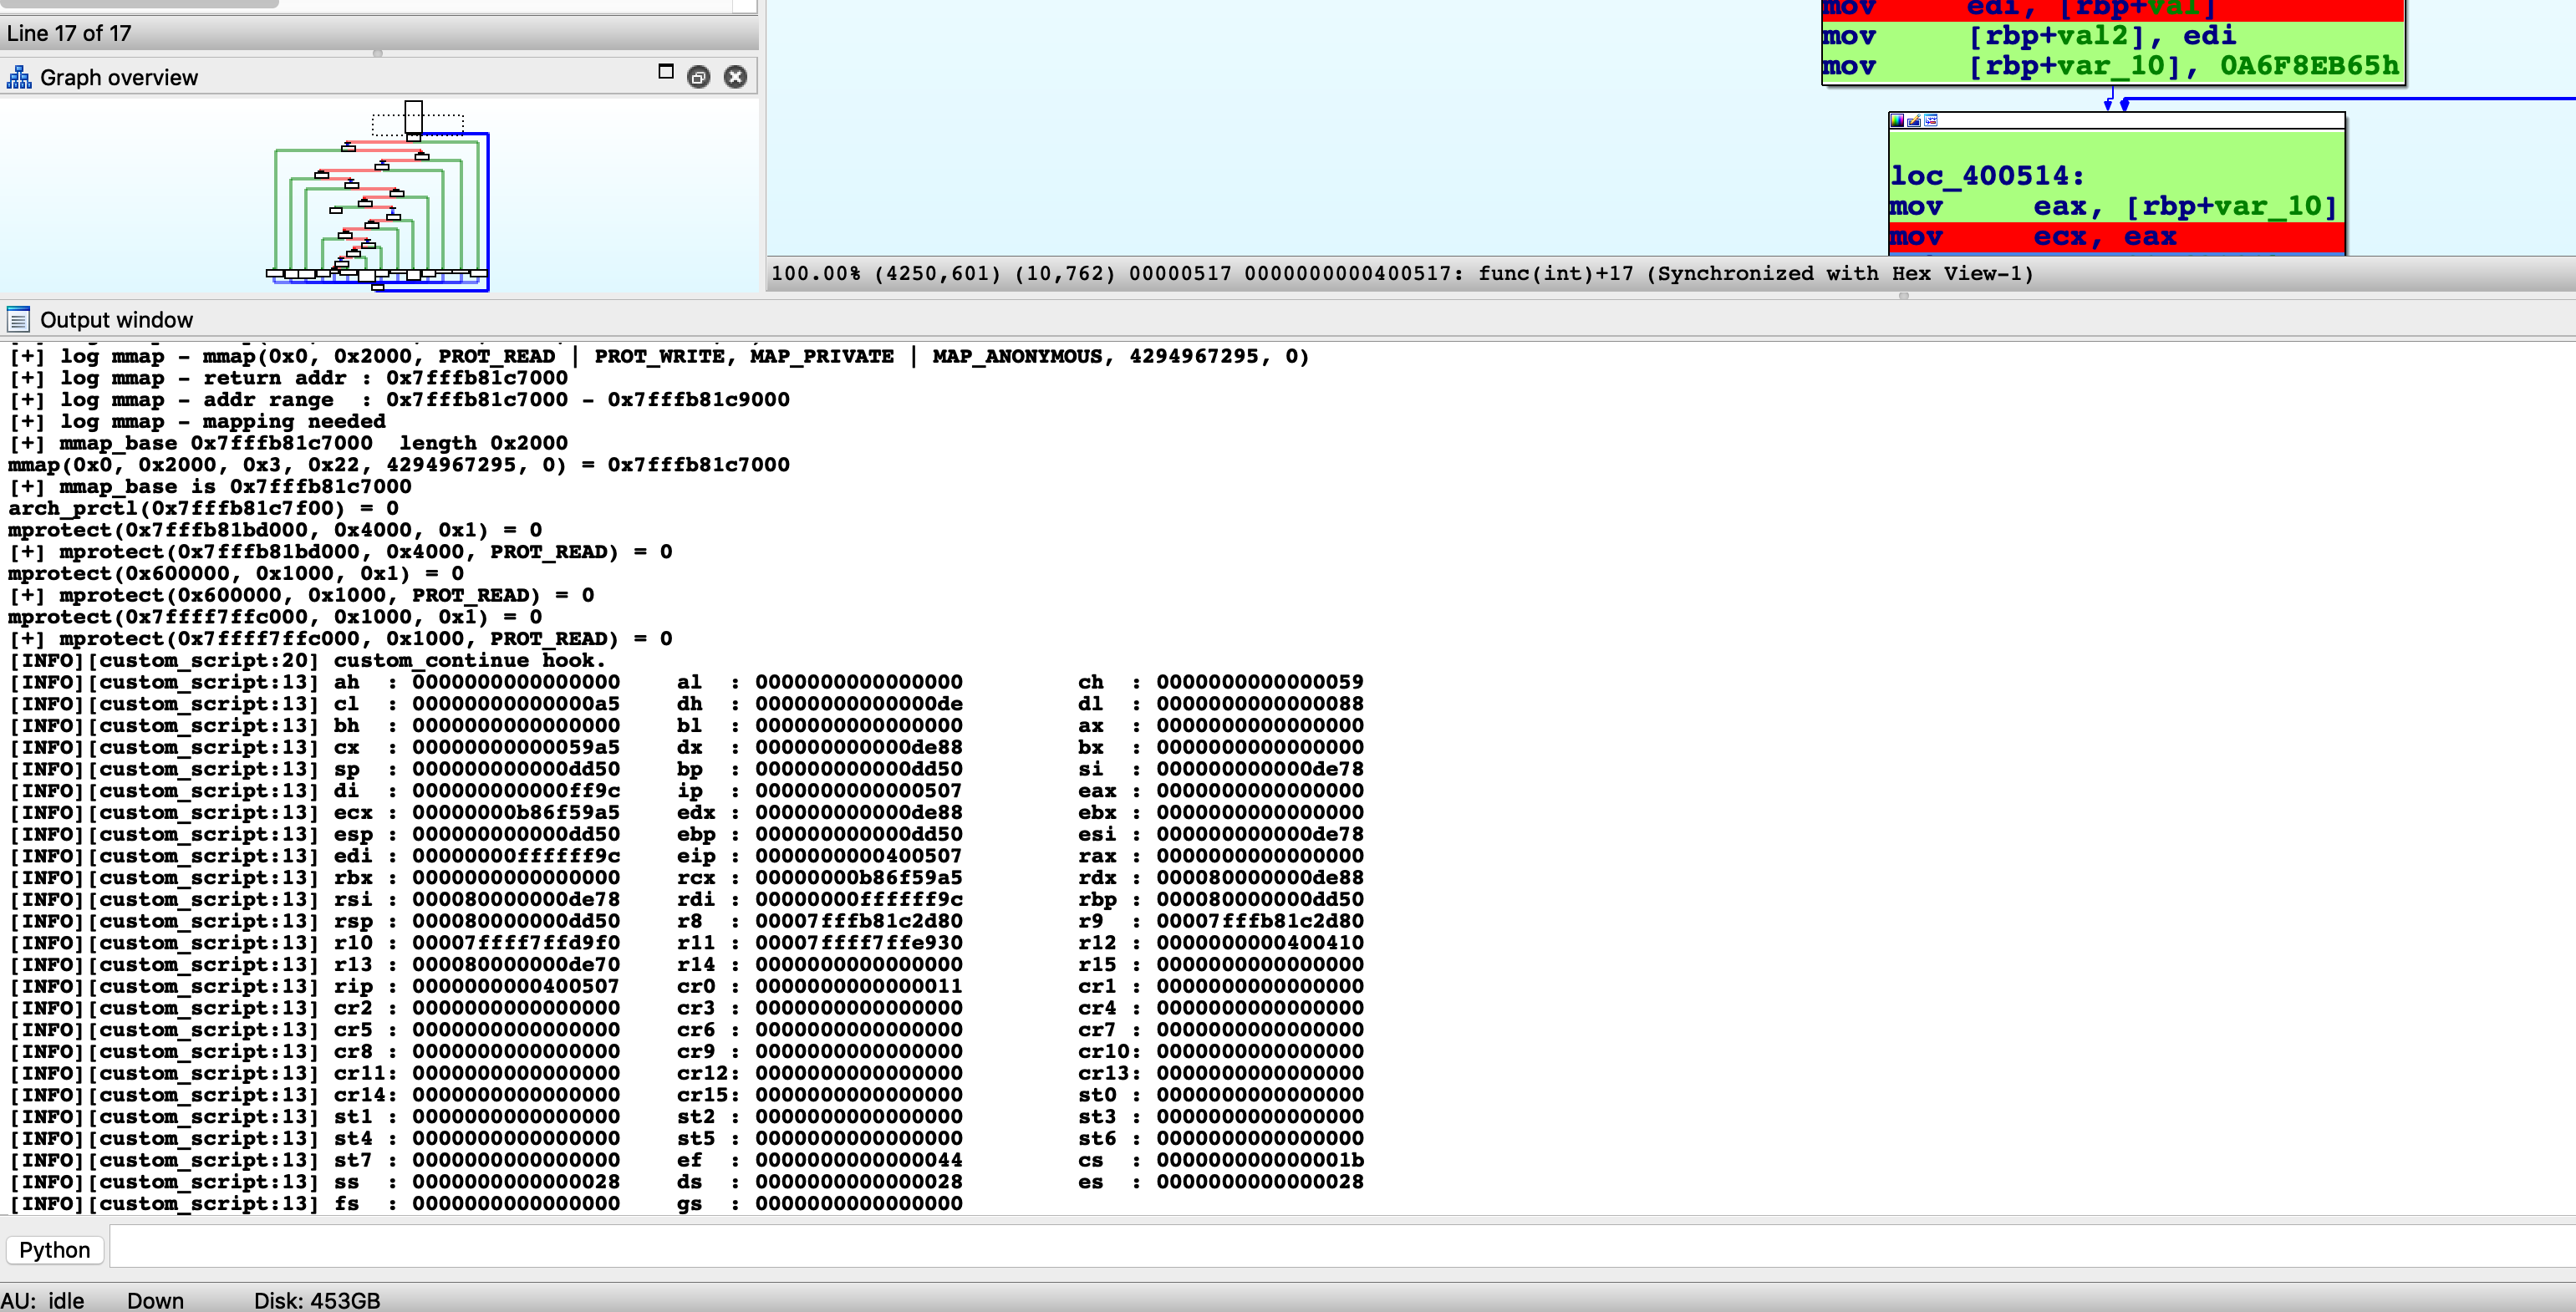 Line 17 of 17
Graph overview
mov edi, [rbp+val]
mov [rbp+val2], edi
mov [rbp+var_10], 0A6F8EB65h
loc_400514:
mov eax, [rbp+var_10]
mov ecx, eax
100.00% (4250,601) (10,762) 00000517 0000000000400517: func(int)+17 (Synchronized with Hex View-1)
Output window
[+] log mmap - mmap(0x0, 0x2000, PROT_READ | PROT_WRITE, MAP_PRIVATE | MAP_ANONYMOUS, 4294967295, 0)
[+] log mmap - return addr : 0x7fffb81c7000
[+] log mmap - addr range  : 0x7fffb81c7000 - 0x7fffb81c9000
[+] log mmap - mapping needed
[+] mmap_base 0x7fffb81c7000  length 0x2000
mmap(0x0, 0x2000, 0x3, 0x22, 4294967295, 0) = 0x7fffb81c7000
[+] mmap_base is 0x7fffb81c7000
arch_prctl(0x7fffb81c7f00) = 0
mprotect(0x7fffb81bd000, 0x4000, 0x1) = 0
[+] mprotect(0x7fffb81bd000, 0x4000, PROT_READ) = 0
mprotect(0x600000, 0x1000, 0x1) = 0
[+] mprotect(0x600000, 0x1000, PROT_READ) = 0
mprotect(0x7ffff7ffc000, 0x1000, 0x1) = 0
[+] mprotect(0x7ffff7ffc000, 0x1000, PROT_READ) = 0
[INFO][custom_script:20] custom_continue hook.
[INFO][custom_script:13] ah  : 0000000000000000 al  : 0000000000000000 ch  : 0000000000000059
[INFO][custom_script:13] cl  : 00000000000000a5 dh  : 00000000000000de dl  : 0000000000000088
[INFO][custom_script:13] bh  : 0000000000000000 bl  : 0000000000000000 ax  : 0000000000000000
[INFO][custom_script:13] cx  : 00000000000059a5 dx  : 000000000000de88 bx  : 0000000000000000
[INFO][custom_script:13] sp  : 000000000000dd50 bp  : 000000000000dd50 si  : 000000000000de78
[INFO][custom_script:13] di  : 000000000000ff9c ip  : 0000000000000507 eax : 0000000000000000
[INFO][custom_script:13] ecx : 00000000b86f59a5 edx : 000000000000de88 ebx : 0000000000000000
[INFO][custom_script:13] esp : 000000000000dd50 ebp : 000000000000dd50 esi : 000000000000de78
[INFO][custom_script:13] edi : 00000000ffffff9c eip : 0000000000400507 rax : 0000000000000000
[INFO][custom_script:13] rbx : 0000000000000000 rcx : 00000000b86f59a5 rdx : 000080000000de88
[INFO][custom_script:13] rsi : 000080000000de78 rdi : 00000000ffffff9c rbp : 000080000000dd50
[INFO][custom_script:13] rsp : 000080000000dd50 r8  : 00007fffb81c2d80 r9  : 00007fffb81c2d80
[INFO][custom_script:13] r10 : 00007ffff7ffd9f0 r11 : 00007ffff7ffe930 r12 : 0000000000400410
[INFO][custom_script:13] r13 : 000080000000de70 r14 : 0000000000000000 r15 : 0000000000000000
[INFO][custom_script:13] rip : 0000000000400507 cr0 : 0000000000000011 cr1 : 0000000000000000
[INFO][custom_script:13] cr2 : 0000000000000000 cr3 : 0000000000000000 cr4 : 0000000000000000
[INFO][custom_script:13] cr5 : 0000000000000000 cr6 : 0000000000000000 cr7 : 0000000000000000
[INFO][custom_script:13] cr8 : 0000000000000000 cr9 : 0000000000000000 cr10: 0000000000000000
[INFO][custom_script:13] cr11: 0000000000000000 cr12: 0000000000000000 cr13: 0000000000000000
[INFO][custom_script:13] cr14: 0000000000000000 cr15: 0000000000000000 st0 : 0000000000000000
[INFO][custom_script:13] st1 : 0000000000000000 st2 : 0000000000000000 st3 : 0000000000000000
[INFO][custom_script:13] st4 : 0000000000000000 st5 : 0000000000000000 st6 : 0000000000000000
[INFO][custom_script:13] st7 : 0000000000000000 ef  : 0000000000000044 cs  : 000000000000001b
[INFO][custom_script:13] ss  : 0000000000000028 ds  : 0000000000000028 es  : 0000000000000028
[INFO][custom_script:13] fs  : 0000000000000000 gs  : 0000000000000000
Python
AU: idle Down Disk: 453GB